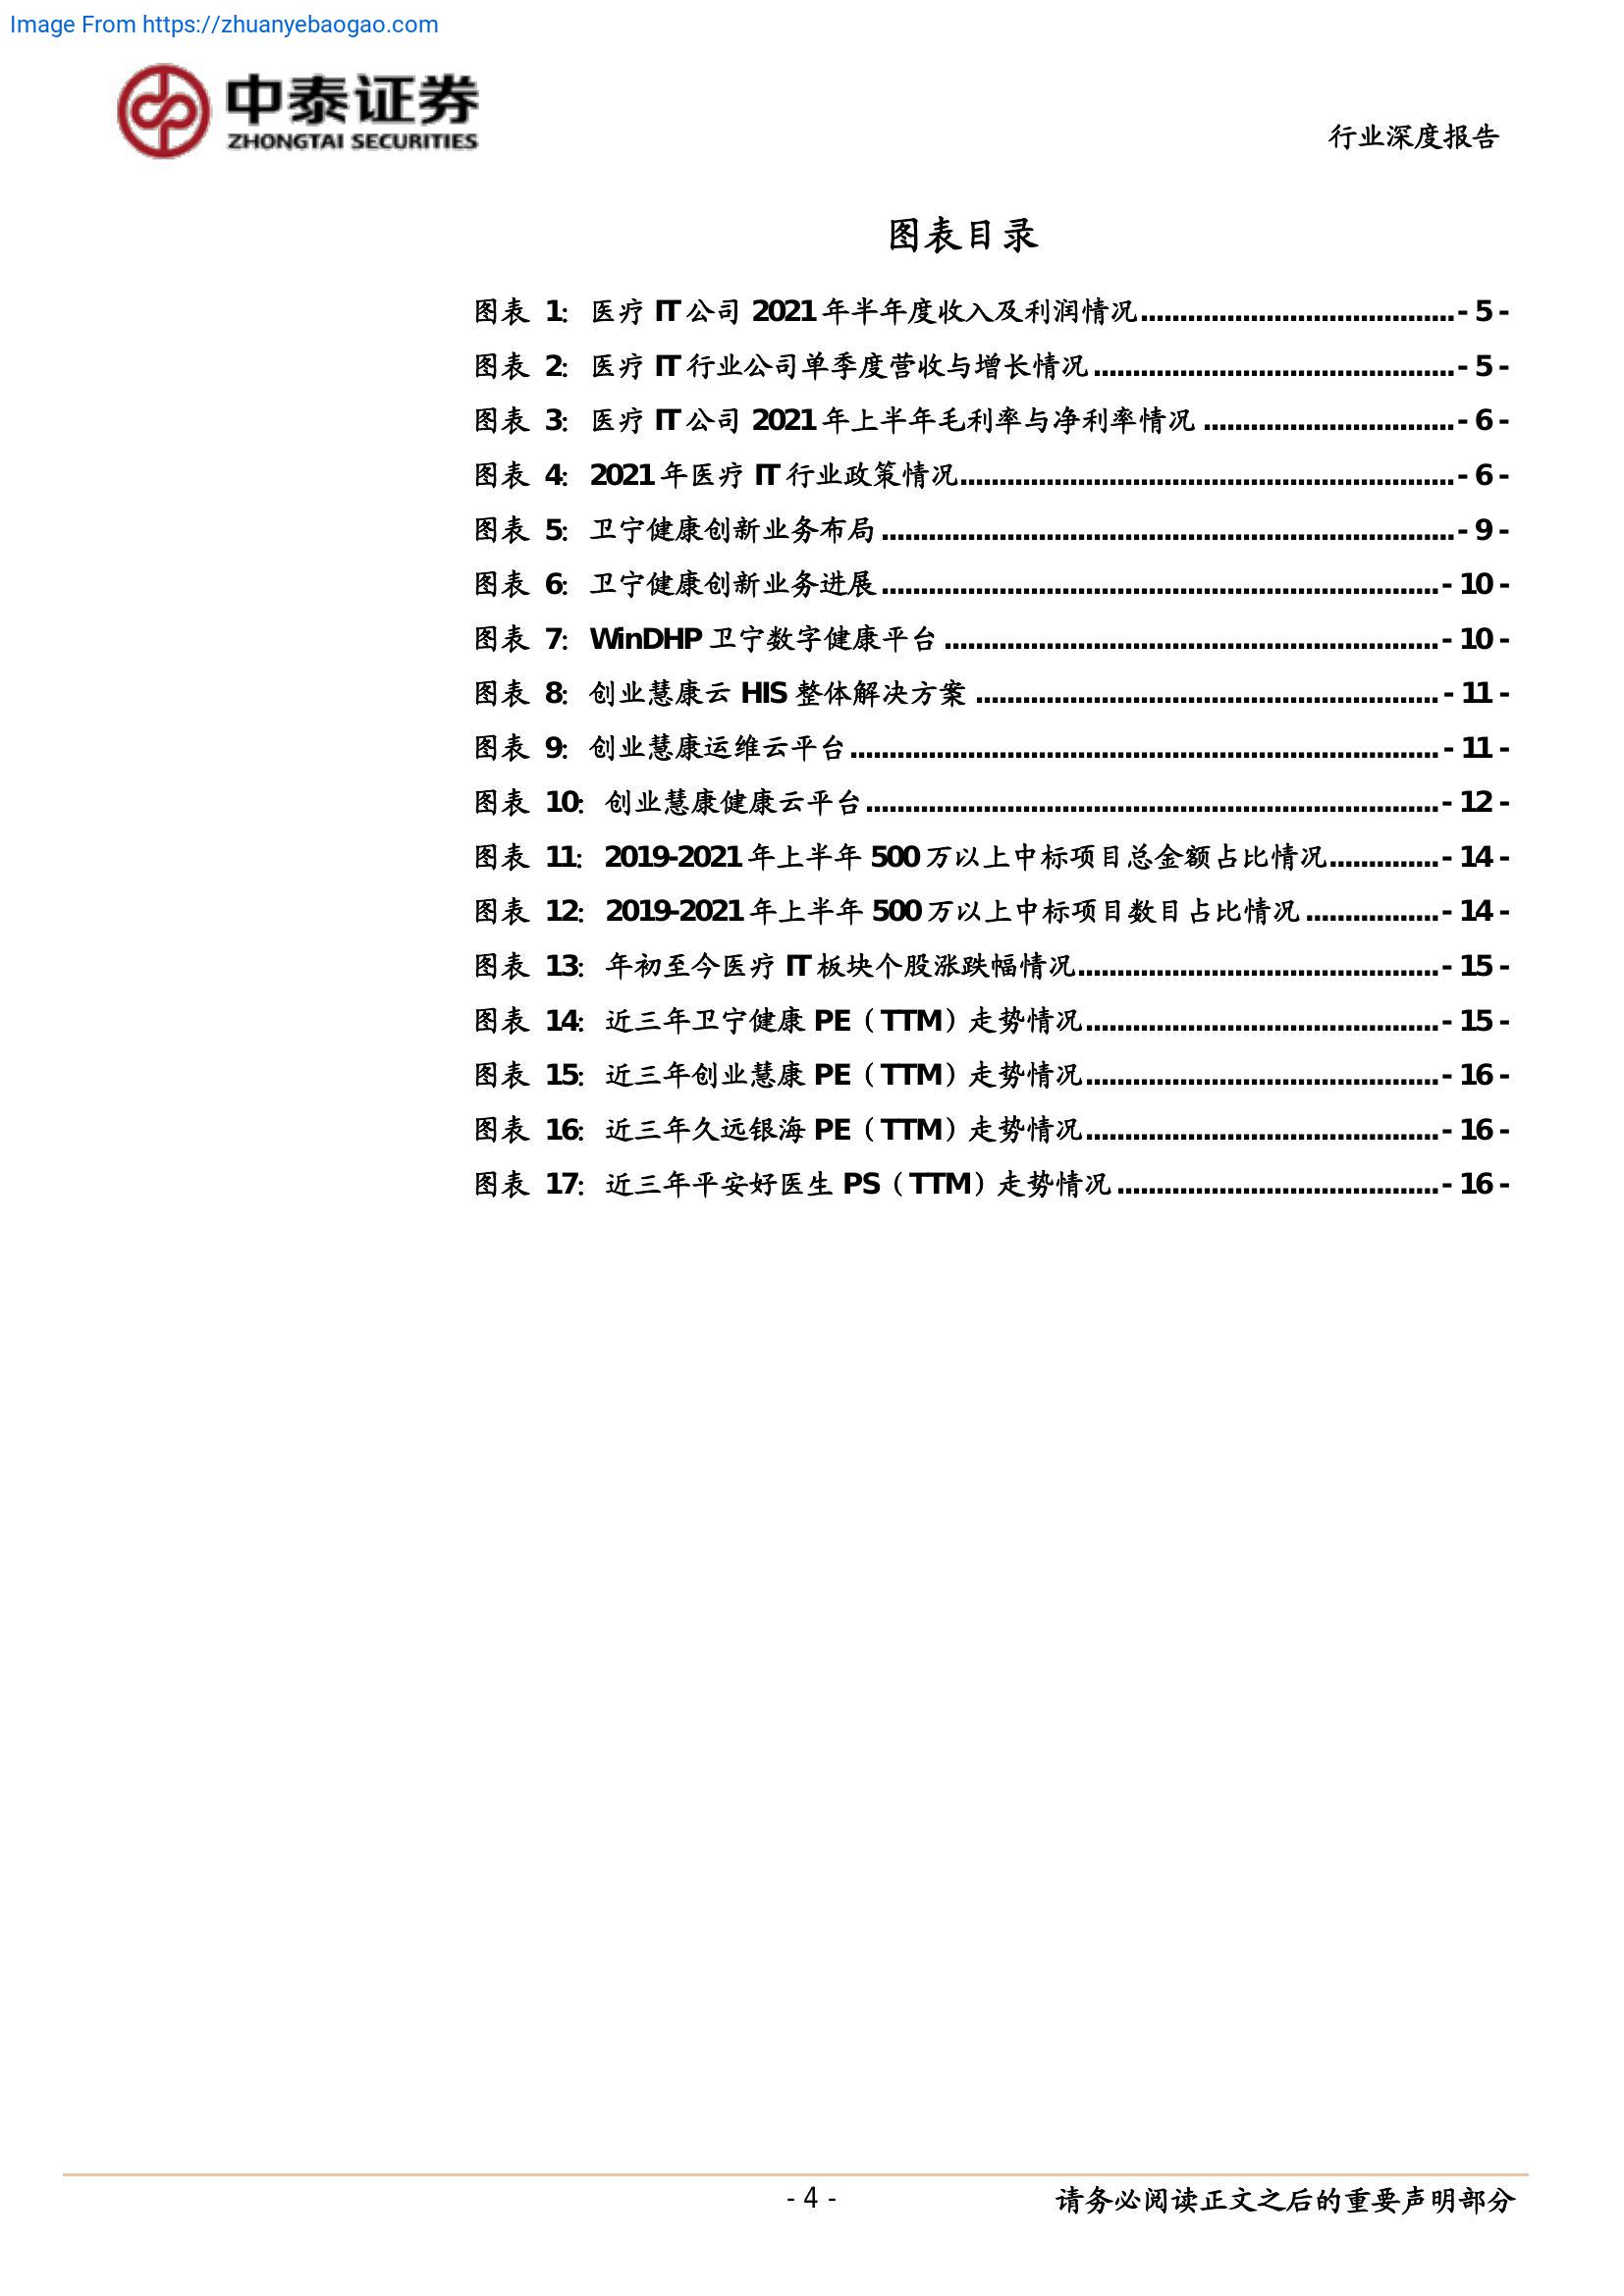 Image From https://zhuanyebaogao.com
中泰证券
ZHONGTAI SECURITIES
行业深度报告
图表目录
图表 1：医疗 IT 公司 2021 年半年度收入及利润情况........................................- 5 -
图表 2：医疗 IT 行业公司单季度营收与增长情况..............................................- 5 -
图表 3：医疗 IT 公司 2021 年上半年毛利率与净利率情况................................- 6 -
图表 4：2021 年医疗 IT 行业政策情况...............................................................- 6 -
图表 5：卫宁健康创新业务布局.........................................................................- 9 -
图表 6：卫宁健康创新业务进展.......................................................................- 10 -
图表 7：WinDHP 卫宁数字健康平台...............................................................- 10 -
图表 8：创业慧康云 HIS 整体解决方案...........................................................- 11 -
图表 9：创业慧康运维云平台...........................................................................- 11 -
图表 10：创业慧康健康云平台.........................................................................- 12 -
图表 11：2019-2021 年上半年 500 万以上中标项目总金额占比情况..............- 14 -
图表 12：2019-2021 年上半年 500 万以上中标项目数目占比情况.................- 14 -
图表 13：年初至今医疗 IT 板块个股涨跌幅情况..............................................- 15 -
图表 14：近三年卫宁健康 PE（TTM）走势情况.............................................- 15 -
图表 15：近三年创业慧康 PE（TTM）走势情况.............................................- 16 -
图表 16：近三年久远银海 PE（TTM）走势情况.............................................- 16 -
图表 17：近三年平安好医生 PS（TTM）走势情况.........................................- 16 -
- 4 -
请务必阅读正文之后的重要声明部分